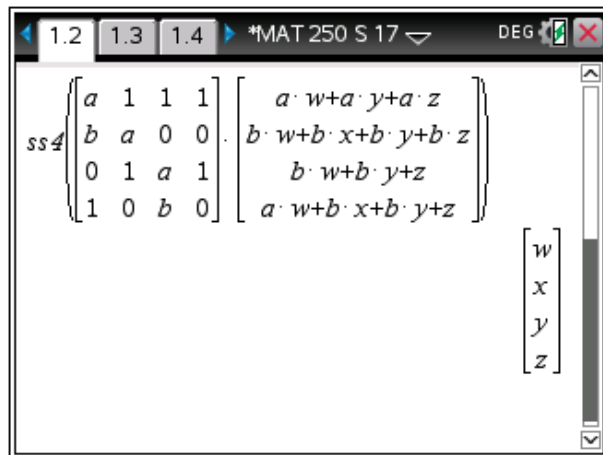 1.2 1.3 1.4 *MAT 250 S 17 DEG
ss4([a 1 1 1; b a 0 0; 0 1 a 1; 1 0 b 0]·[a·w+a·y+a·z; b·w+b·x+b·y+b·z; b·w+b·y+z; a·w+b·x+b·y+z])
[w; x; y; z]